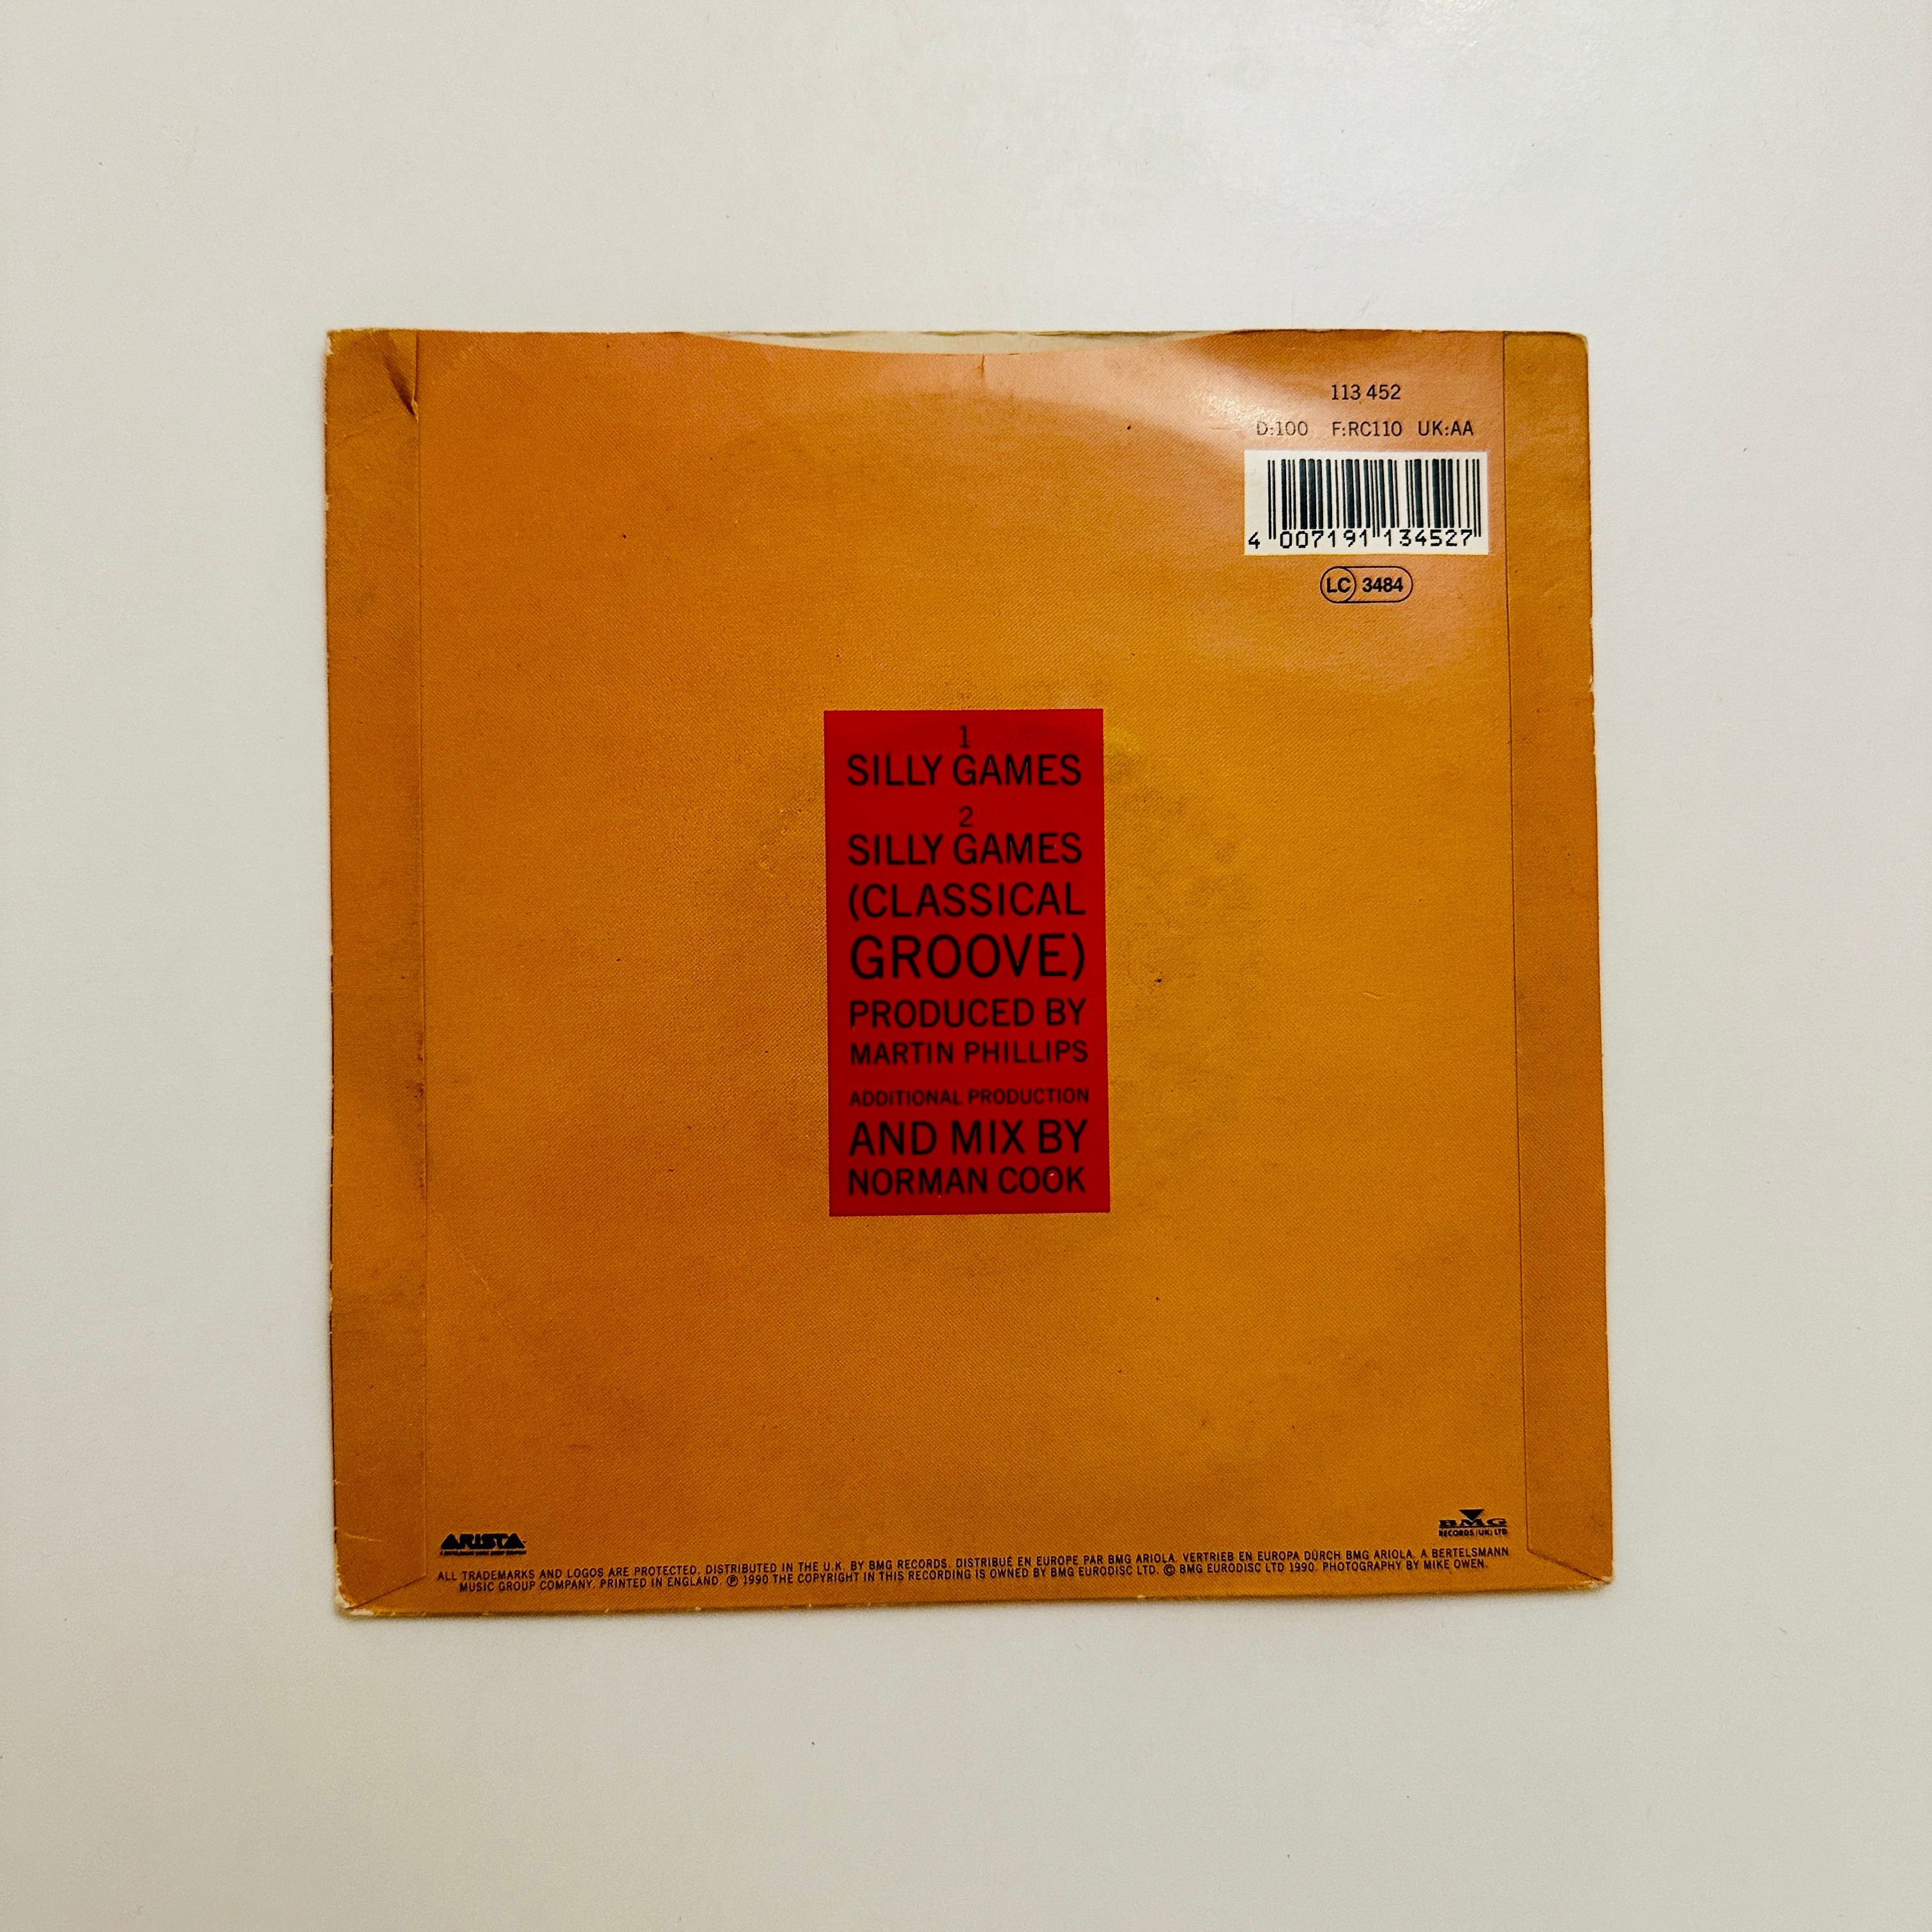 113 452
D:100 F:RC110 UK:AA
4 007191 134527
LC 3484
1
SILLY GAMES
2
SILLY GAMES
(CLASSICAL
GROOVE)
PRODUCED BY
MARTIN PHILLIPS
ADDITIONAL PRODUCTION
AND MIX BY
NORMAN COOK
ARISTA
BMG
RECORDS (UK) LTD
ALL TRADEMARKS AND LOGOS ARE PROTECTED. DISTRIBUTED IN THE U.K. BY BMG RECORDS. DISTRIBUÉ EN EUROPE PAR BMG ARIOLA. VERTRIEB EN EUROPA DÜRCH BMG ARIOLA. A BERTELSMANN
MUSIC GROUP COMPANY. PRINTED IN ENGLAND. Ⓟ 1990 THE COPYRIGHT IN THIS RECORDING IS OWNED BY BMG EURODISC LTD. © BMG EURODISC LTD 1990. PHOTOGRAPHY BY MIKE OWEN.